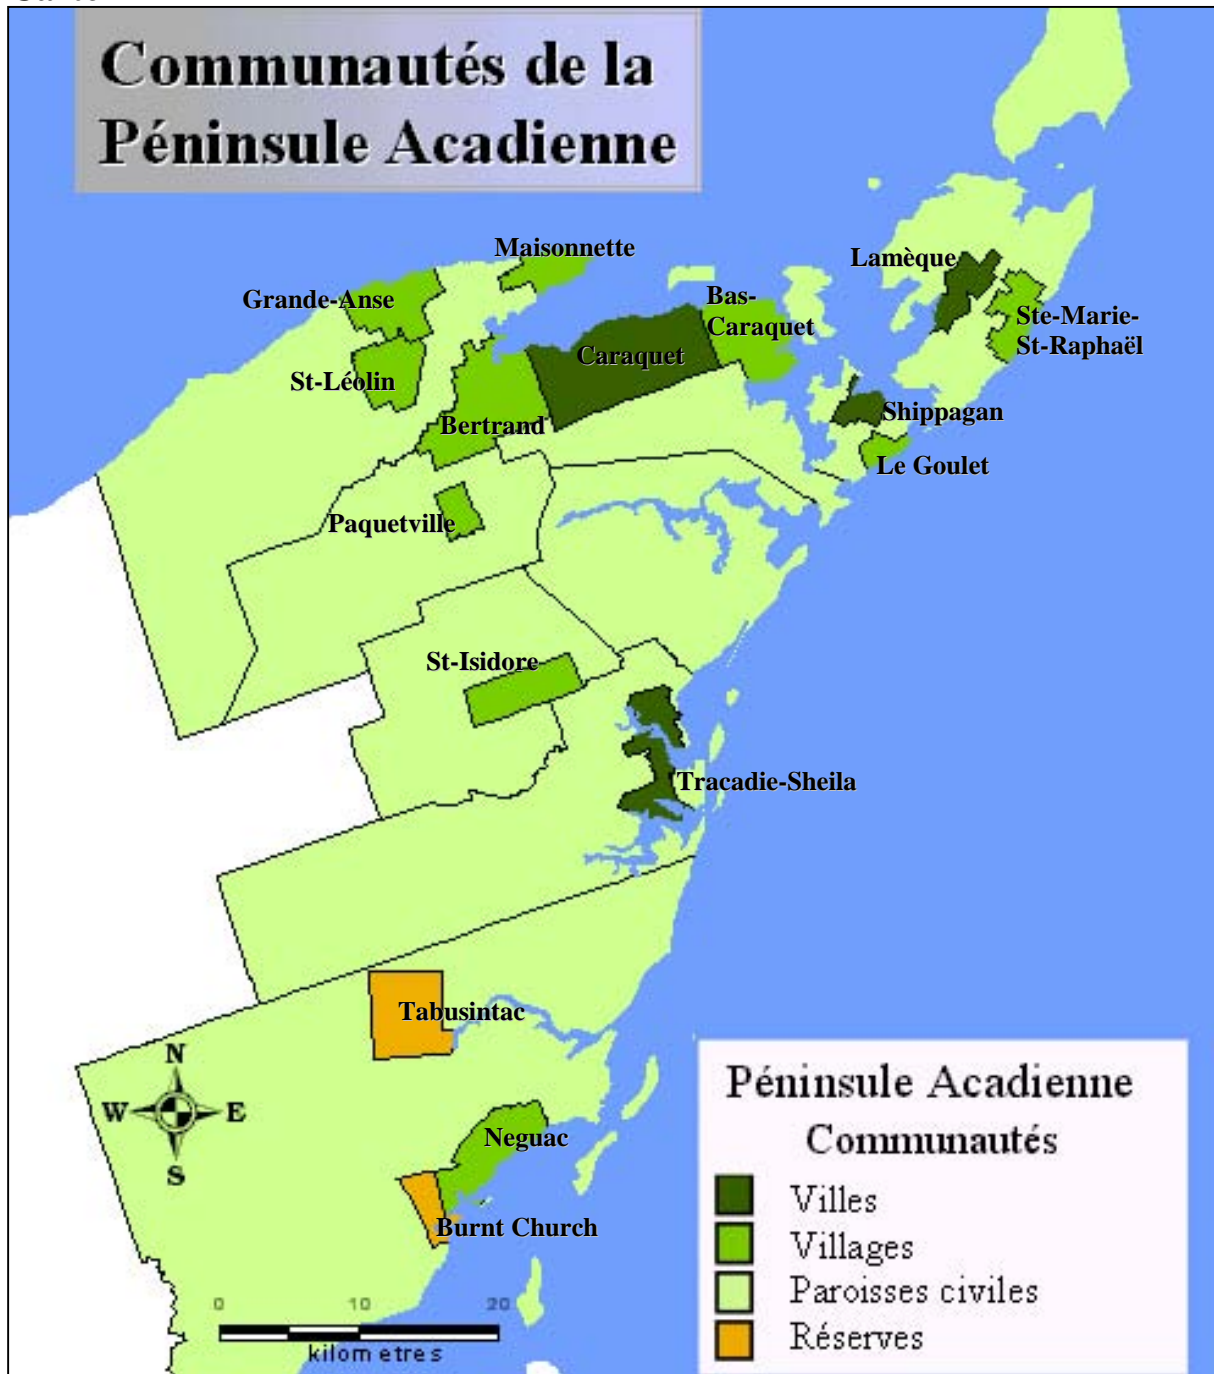 Communautés de la
Péninsule Acadienne
Maisonnette
Lamèque
Grande-Anse
Bas-
Caraquet
Ste-Marie-
St-Raphaël
Caraquet
St-Léolin
Shippagan
Bertrand
Le Goulet
Paquetville
St-Isidore
Tracadie-Sheila
Tabusintac
N
W
E
S
Neguac
Burnt Church
0 10 20
kilometres
Péninsule Acadienne
Communautés
Villes
Villages
Paroisses civiles
Réserves